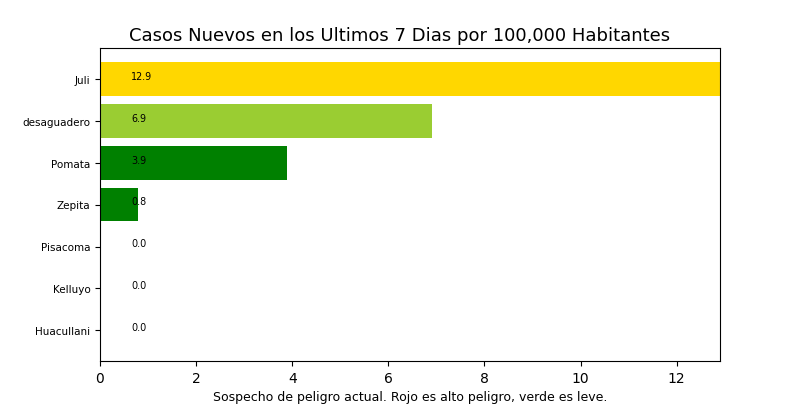 Casos Nuevos en los Ultimos 7 Dias por 100,000 Habitantes
Juli 12.9
desaguadero 6.9
Pomata 3.9
Zepita 0.8
Pisacoma 0.0
Kelluyo 0.0
Huacullani 0.0
0 2 4 6 8 10 12
Sospecho de peligro actual. Rojo es alto peligro, verde es leve.